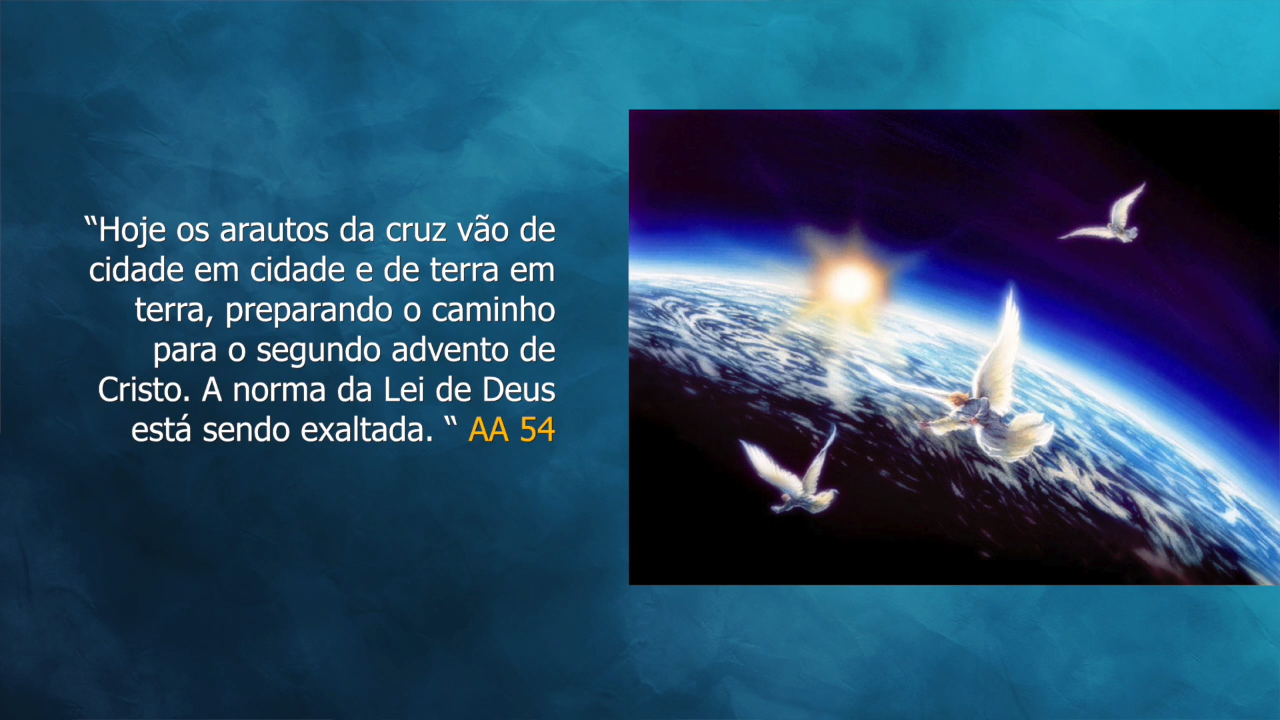 “Hoje os arautos da cruz vão de
cidade em cidade e de terra em
terra, preparando o caminho
para o segundo advento de
Cristo. A norma da Lei de Deus
está sendo exaltada. “ AA 54